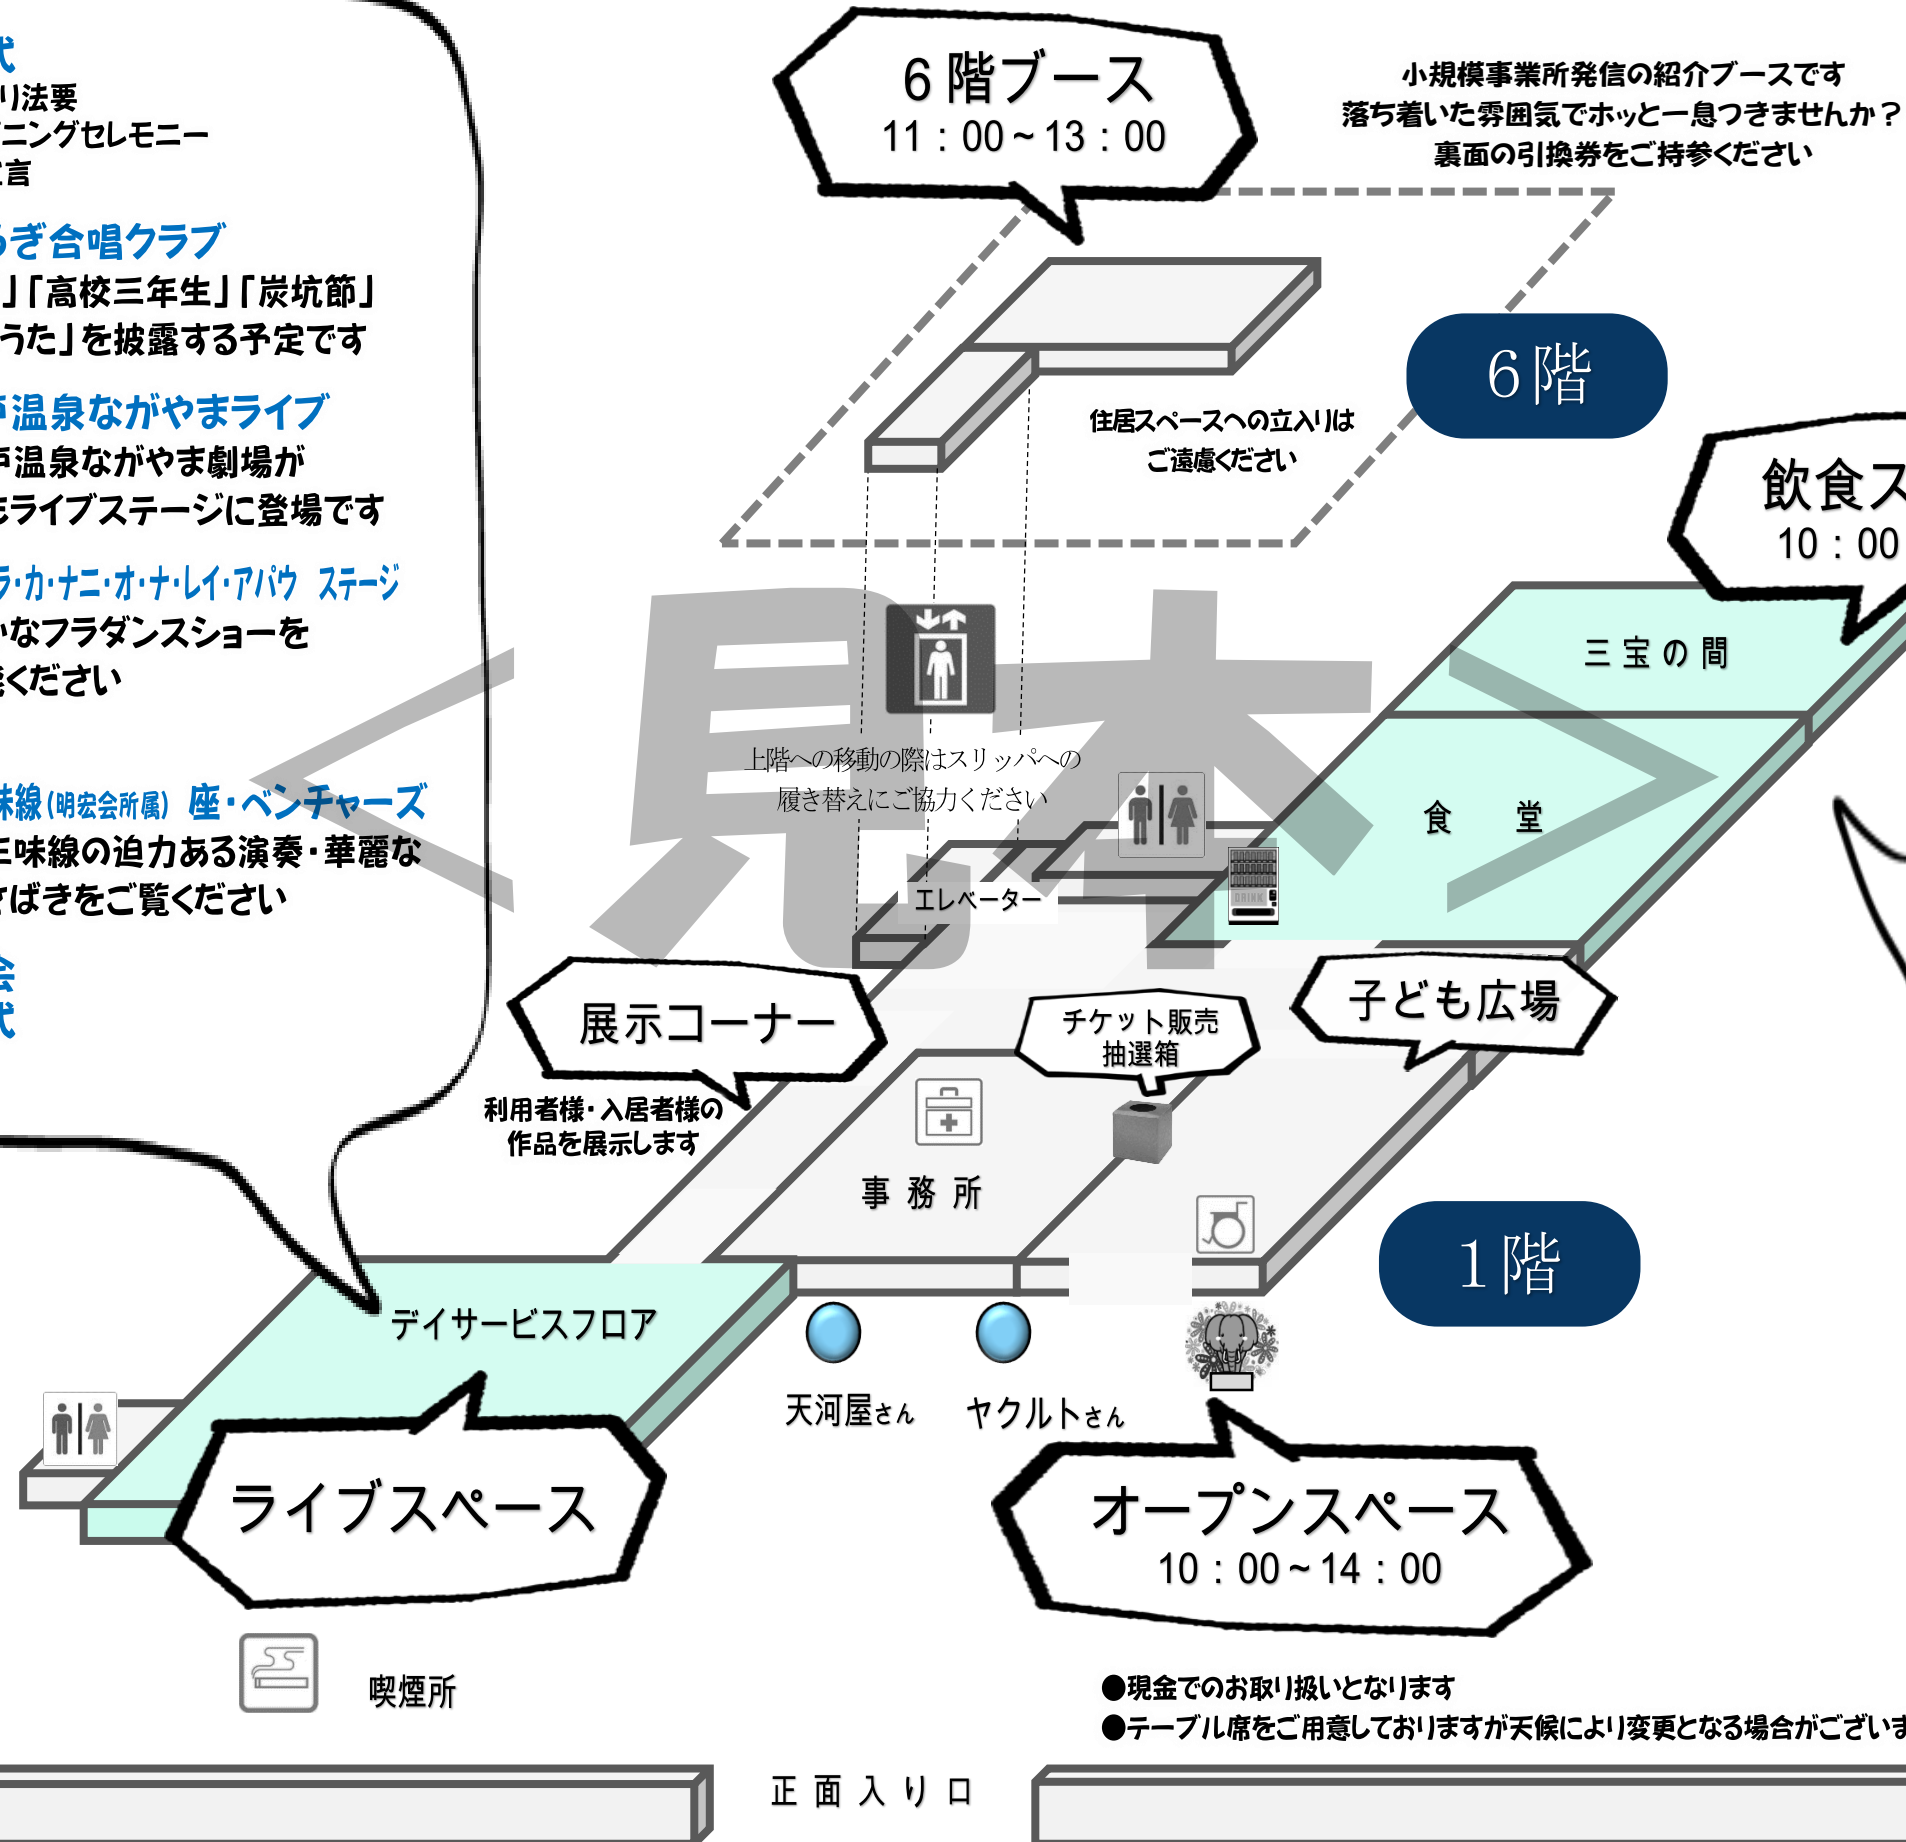 式
り法要
ニングセレモニー
言
ぎ合唱クラブ
」「高校三年生」「炭坑節」
うた」を披露する予定です
温泉ながやまライブ
温泉ながやま劇場が
もライブステージに登場です
ラ・カ・ナニ・オ・ナ・レイ・アパウ ステージ
なフラダンスショーを
ください
味線(明宏会所属) 座・ベンチャーズ
三味線の迫力ある演奏・華麗な
さばきをご覧ください
会
式
6階ブース
11:00~13:00
小規模事業所発信の紹介ブースです
落ち着いた雰囲気でホッと一息つきませんか?
裏面の引換券をご持参ください
6階
住居スペースへの立入りは
ご遠慮ください
飲食ス
10:00
三宝の間
<見本>
上階への移動の際はスリッパへの
履き替えにご協力ください
食 堂
DRINK
エレベーター
展示コーナー
利用者様・入居者様の
作品を展示します
チケット販売
抽選箱
子ども広場
事務所
1階
デイサービスフロア
天河屋さん
ヤクルトさん
ライブスペース
オープンスペース
10:00~14:00
喫煙所
●現金でのお取り扱いとなります
●テーブル席をご用意しておりますが天候により変更となる場合がございま
正面入り口